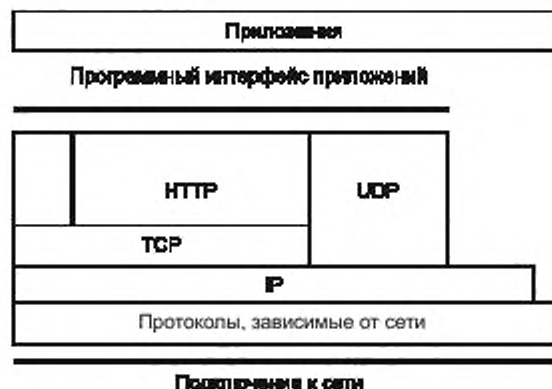 Приложения
Программный интерфейс приложений
HTTP
UDP
TCP
IP
Протоколы, зависимые от сети
Подключения к сети